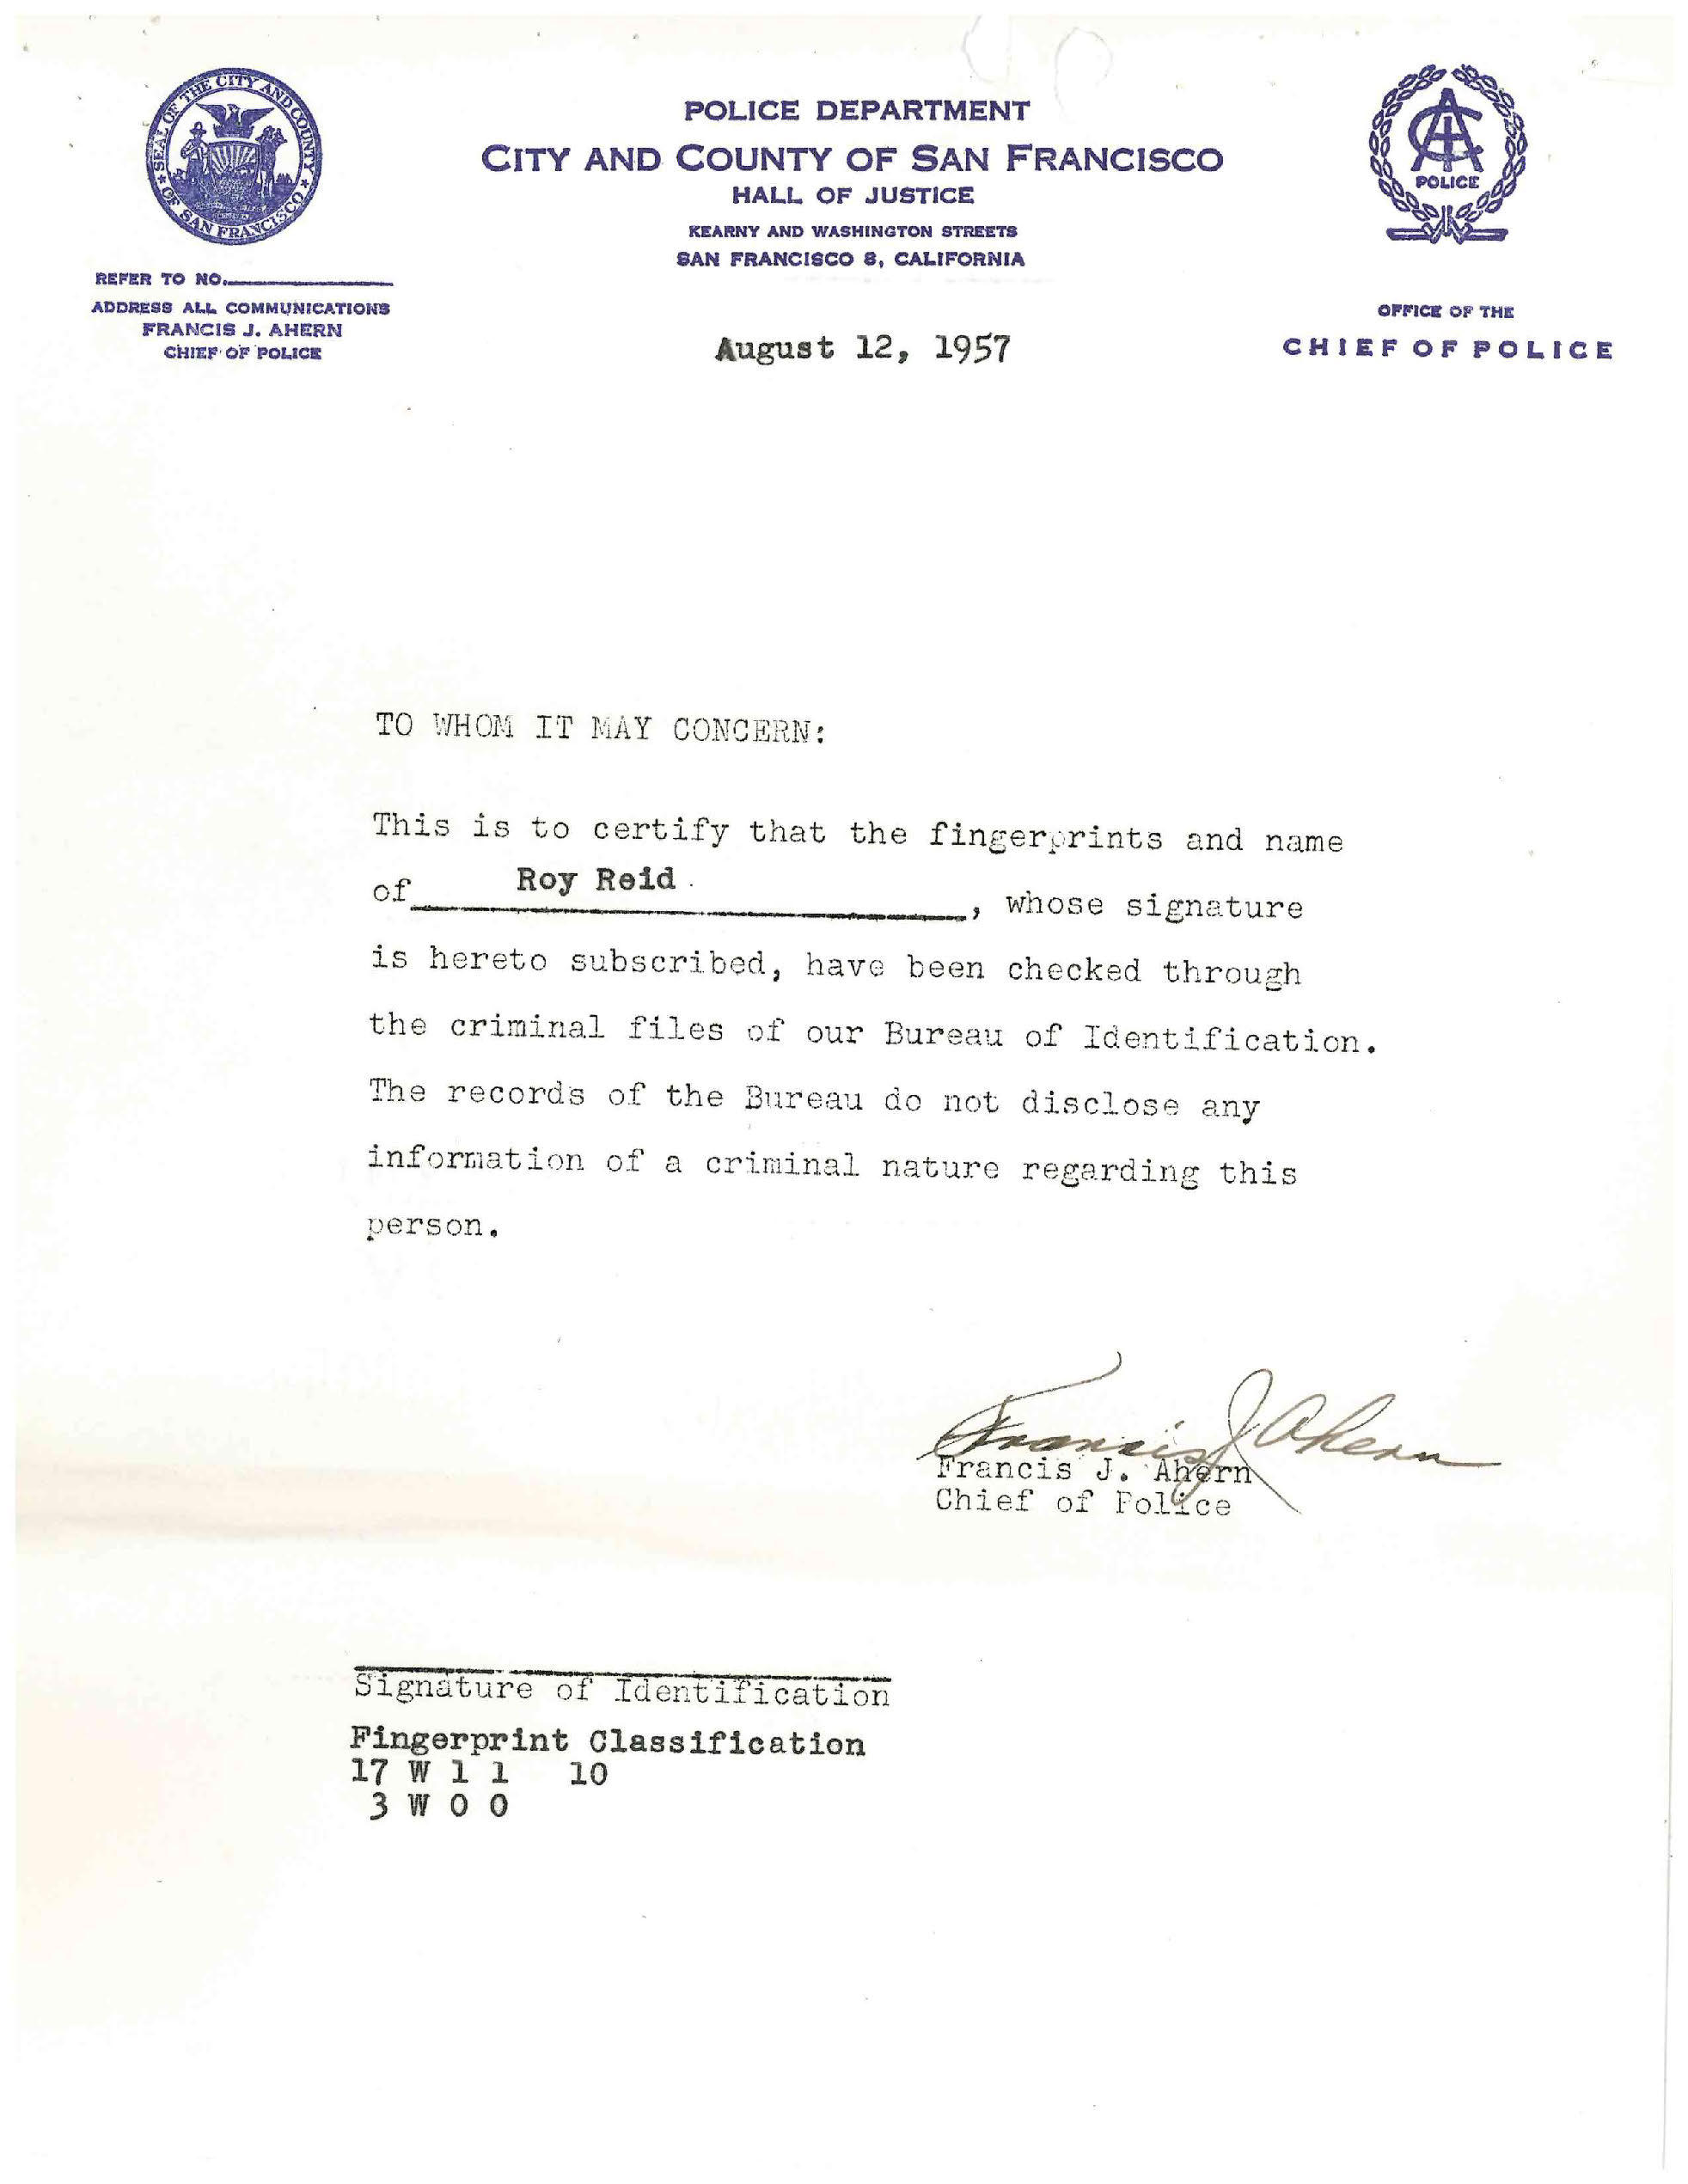 SEAL OF THE CITY AND COUNTY OF SAN FRANCISCO
POLICE DEPARTMENT
CITY AND COUNTY OF SAN FRANCISCO
HALL OF JUSTICE
KEARNY AND WASHINGTON STREETS
SAN FRANCISCO 8, CALIFORNIA
POLICE
REFER TO NO.
ADDRESS ALL COMMUNICATIONS
FRANCIS J. AHERN
CHIEF OF POLICE
OFFICE OF THE
CHIEF OF POLICE
August 12, 1957
TO WHOM IT MAY CONCERN:
This is to certify that the fingerprints and name
of Roy Reid, whose signature
is hereto subscribed, have been checked through
the criminal files of our Bureau of Identification.
The records of the Bureau do not disclose any
information of a criminal nature regarding this
person.
Francis J Ahern
Francis J. Ahern
Chief of Police
Signature of Identification
Fingerprint Classification
17 W 1 1 10
3 W O O